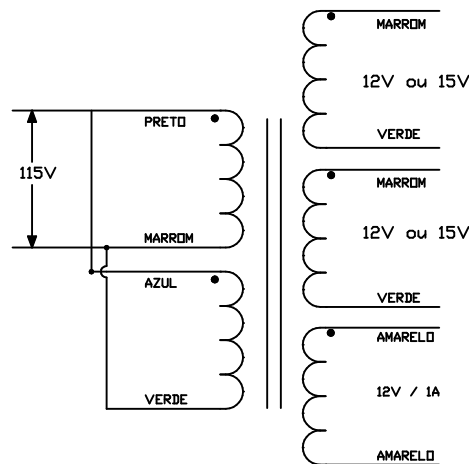 MARROM
12V ou 15V
VERDE
PRETO
115V
MARROM
MARROM
12V ou 15V
VERDE
AZUL
VERDE
AMARELO
12V / 1A
AMARELO